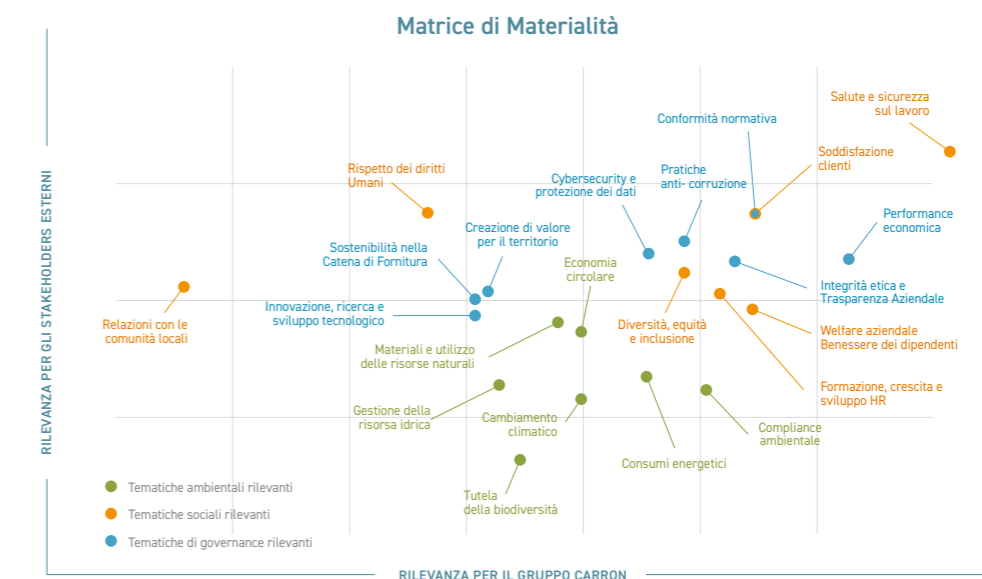 Matrice di Materialità
Salute e sicurezza
sul lavoro
Conformità normativa
Soddisfazione
clienti
Rispetto dei diritti
Umani
Cybersecurity e
protezione dei dati
Pratiche
anti- corruzione
Performance
economica
Creazione di valore
per il territorio
Sostenibilità nella
Catena di Fornitura
Economia
circolare
Integrità etica e
Trasparenza Aziendale
Innovazione, ricerca e
sviluppo tecnologico
Relazioni con le
comunità locali
Diversità, equità
e inclusione
Welfare aziendale
Benessere dei dipendenti
Materiali e utilizzo
delle risorse naturali
Formazione, crescita e
sviluppo HR
Gestione della
risorsa idrica
Cambiamento
climatico
Compliance
ambientale
Consumi energetici
Tutela
della biodiversità
Tematiche ambientali rilevanti
Tematiche sociali rilevanti
Tematiche di governance rilevanti
RILEVANZA PER GLI STAKEHOLDERS ESTERNI
RILEVANZA PER IL GRUPPO CARRON